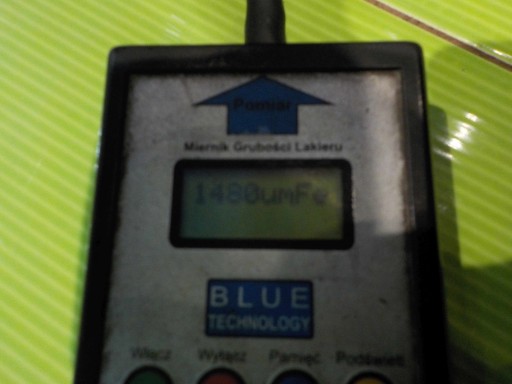 Pomiar
Miernik Grubości Lakieru
1480umFe
BLUE
TECHNOLOGY
Włącz Wyłącz Pamięć Podświetl